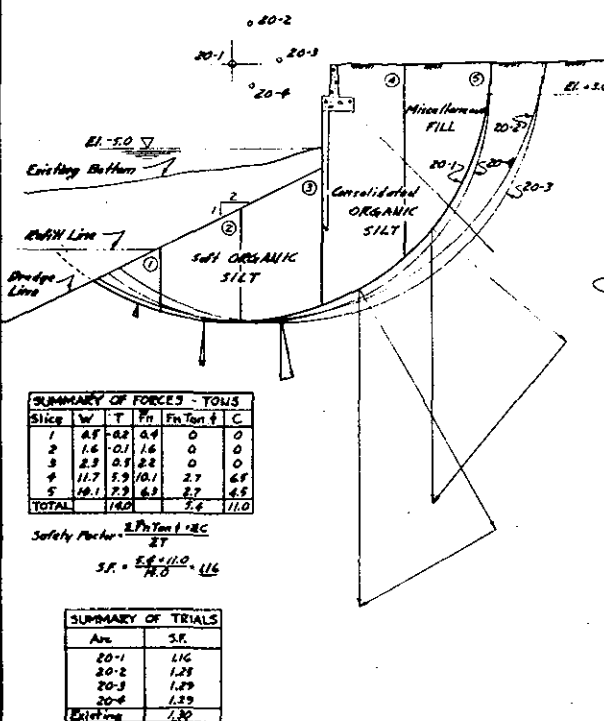 20-2
20-1
20-3
20-4
④
⑤
El. +3.0
Miscellaneous
FILL
20-2
El. -5.0
20-1
20-4
Existing Bottom
20-3
③
Consolidated
ORGANIC
SILT
2
1
②
Refill Line
Soft ORGANIC
SILT
①
Dredge
Line
SUMMARY OF FORCES - TONS
Slice W T Fn Fn Tan ϕ C
1 0.5 -0.2 0.4 0 0
2 1.6 -0.1 1.6 0 0
3 2.3 0.5 2.2 0 0
4 11.7 5.9 10.1 2.7 6.5
5 10.1 7.9 6.3 2.7 4.5
TOTAL 14.0 5.4 11.0
Safety Factor = ΣFn Tan ϕ + ΣC
ΣT
S.F. = 5.4 + 11.0 = 1.16
14.0
SUMMARY OF TRIALS
Arc S.F.
20-1 1.16
20-2 1.25
20-3 1.29
20-4 1.29
Existing 1.30